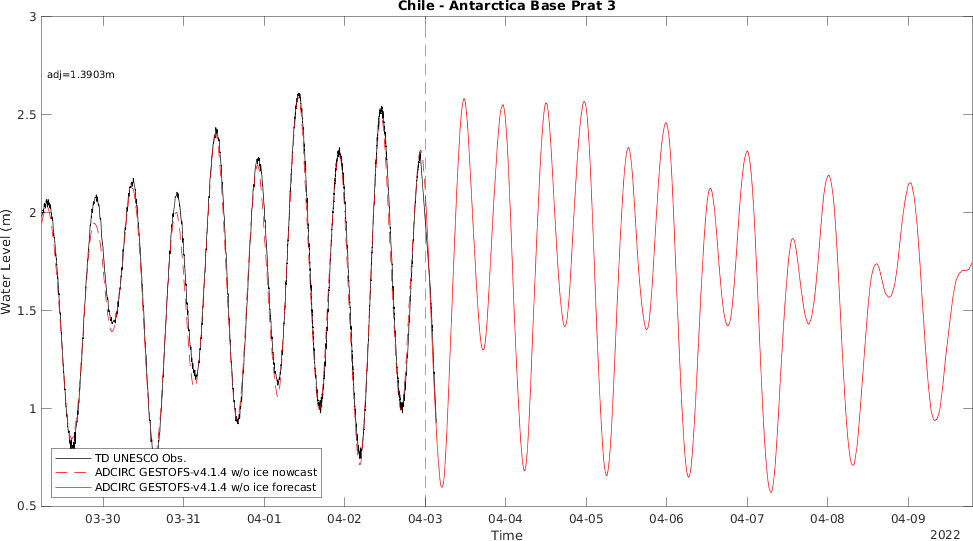 Chile - Antarctica Base Prat 3
adj=1.3903m
3
2.5
2
1.5
1
0.5
Water Level (m)
TD UNESCO Obs.
ADCIRC GESTOFS-v4.1.4 w/o ice nowcast
ADCIRC GESTOFS-v4.1.4 w/o ice forecast
03-30 03-31 04-01 04-02 04-03 04-04 04-05 04-06 04-07 04-08 04-09
Time
2022